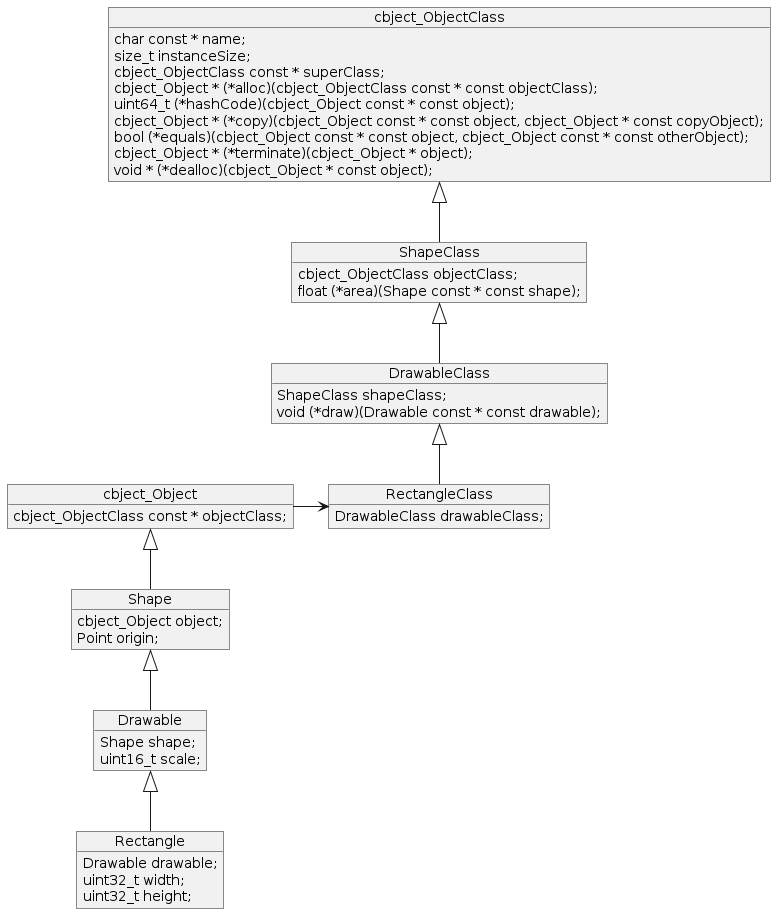 cbject_ObjectClass
char const * name;
size_t instanceSize;
cbject_ObjectClass const * superClass;
cbject_Object * (*alloc)(cbject_ObjectClass const * const objectClass);
uint64_t (*hashCode)(cbject_Object const * const object);
cbject_Object * (*copy)(cbject_Object const * const object, cbject_Object * const copyObject);
bool (*equals)(cbject_Object const * const object, cbject_Object const * const otherObject);
cbject_Object * (*terminate)(cbject_Object * object);
void * (*dealloc)(cbject_Object * const object);
ShapeClass
cbject_ObjectClass objectClass;
float (*area)(Shape const * const shape);
DrawableClass
ShapeClass shapeClass;
void (*draw)(Drawable const * const drawable);
cbject_Object
cbject_ObjectClass const * objectClass;
RectangleClass
DrawableClass drawableClass;
Shape
cbject_Object object;
Point origin;
Drawable
Shape shape;
uint16_t scale;
Rectangle
Drawable drawable;
uint32_t width;
uint32_t height;